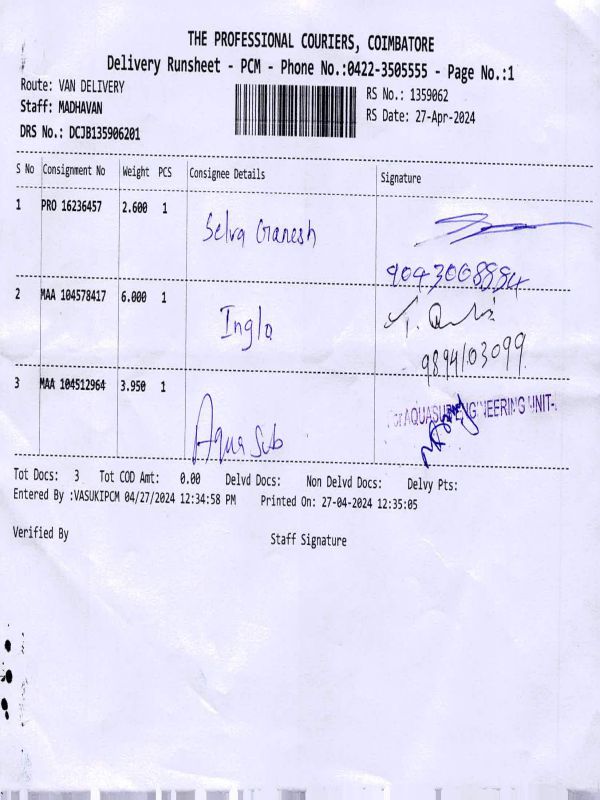 THE PROFESSIONAL COURIERS, COIMBATORE
Delivery Runsheet - PCM - Phone No.:0422-3505555 - Page No.:1
Route: VAN DELIVERY
RS No.: 1359062
Staff: MADHAVAN
RS Date: 27-Apr-2024
DRS No.: DCJB135906201
S No Consignment No Weight PCS Consignee Details Signature
1 PRO 16236457 2.600 1 Selva Ganesh
9043008884
2 MAA 104578417 6.000 1 Inglo
9894103099
3 MAA 104512964 3.950 1 Aqua Sub
For AQUASUB ENGINEERING UNIT-
Tot Docs: 3 Tot COD Amt: 0.00 Delvd Docs: Non Delvd Docs: Delvy Pts:
Entered By :VASUKIPCM 04/27/2024 12:34:58 PM Printed On: 27-04-2024 12:35:05
Verified By Staff Signature